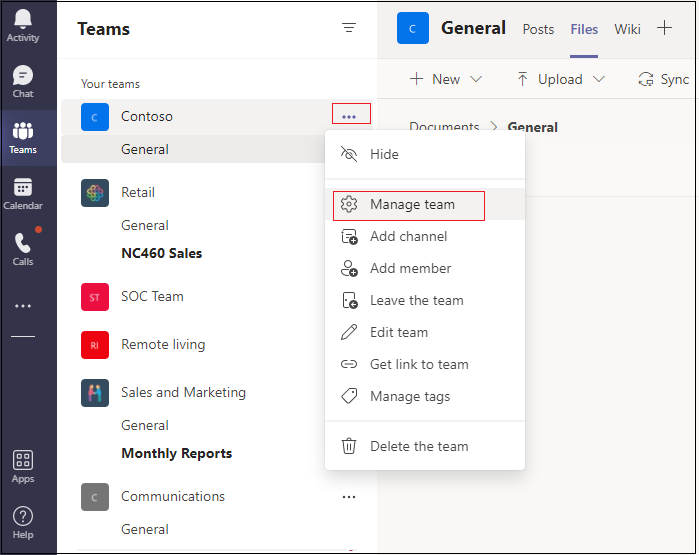 Activity
Chat
Teams
Calendar
Calls
Apps
Help
Teams
Your teams
C Contoso
General
Retail
General
NC460 Sales
ST SOC Team
RI Remote living
Sales and Marketing
General
Monthly Reports
C Communications
General
Hide
Manage team
Add channel
Add member
Leave the team
Edit team
Get link to team
Manage tags
Delete the team
C General Posts Files Wiki
New Upload Sync
Documents > General